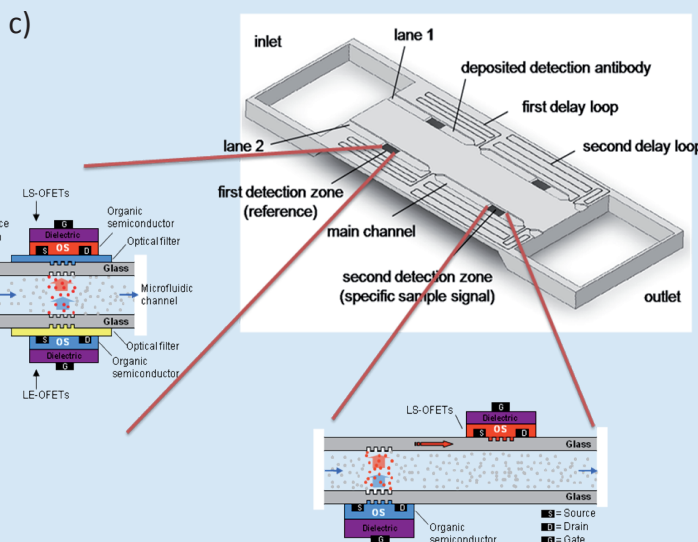 c)
inlet
lane 1
deposited detection antibody
first delay loop
second delay loop
lane 2
first detection zone
(reference)
main channel
second detection zone
(specific sample signal)
outlet
LS-OFETs
G
Dielectric
S OS D
Organic
semiconductor
Optical filter
Glass
Microfluidic
channel
Glass
Optical filter
S OS D
Dielectric
G
Organic
semiconductor
LE-OFETs
LS-OFETs
G
Dielectric
S OS D
Glass
Glass
S OS D
Dielectric
G
Organic
semiconductor
S = Source
D = Drain
G = Gate